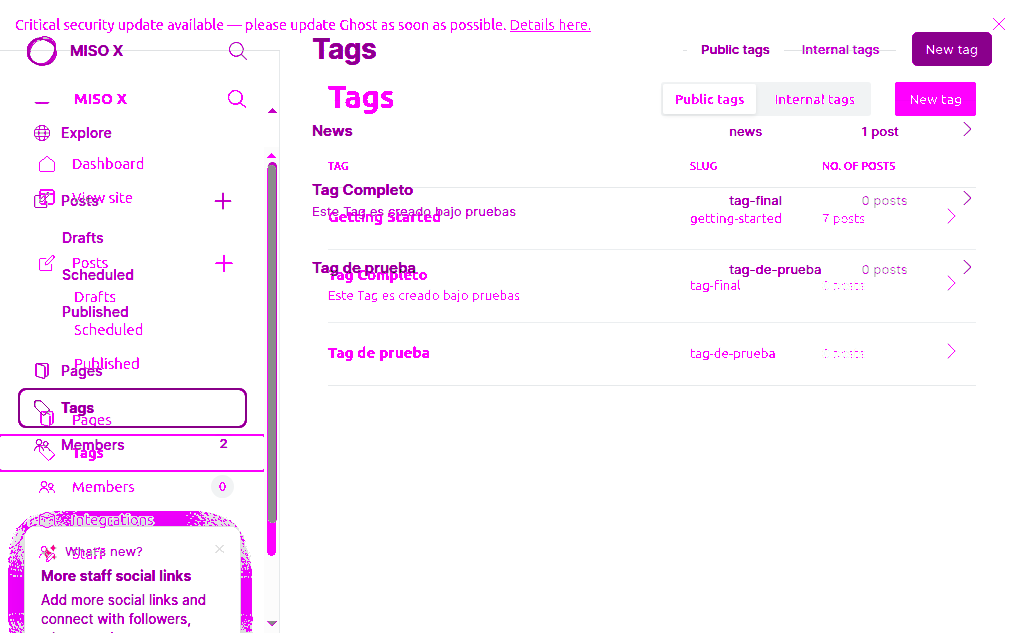 Critical security update available — please update Ghost as soon as possible. Details here.
MISO X
Tags
Public tags
Internal tags
New tag
MISO X
Tags
Public tags
Internal tags
New tag
Explore
News
news
1 post
Dashboard
TAG
SLUG
NO. OF POSTS
View site
Posts
Tag Completo
tag-final
0 posts
Este Tag es creado bajo pruebas
Getting Started
getting-started
7 posts
Drafts
Posts
Tag de prueba
tag-de-prueba
0 posts
Scheduled
Tag Completo
tag-final
Drafts
Este Tag es creado bajo pruebas
Published
Scheduled
Tag de prueba
tag-de-prueba
Published
Pages
Tags
Pages
Members
2
Tags
Members
0
Integrations
What's new?
Staff
More staff social links
Add more social links and
connect with followers,